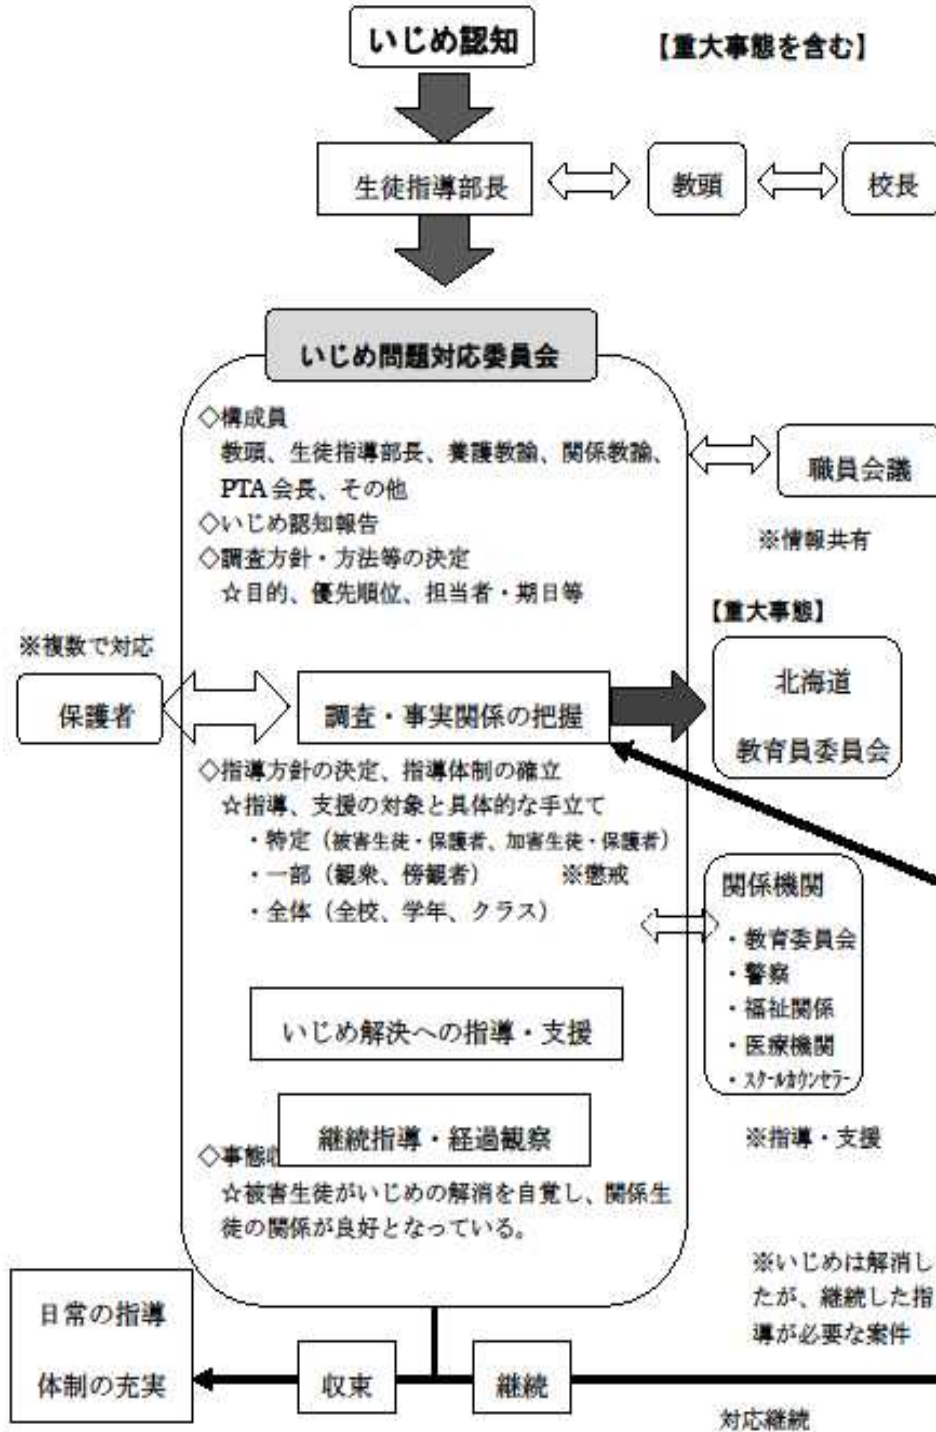 いじめ認知
【重大事態を含む】
生徒指導部長
教頭
校長
いじめ問題対応委員会
◇構成員
教頭、生徒指導部長、養護教諭、関係教諭、
PTA会長、その他
◇いじめ認知報告
◇調査方針・方法等の決定
☆目的、優先順位、担当者・期日等
職員会議
※情報共有
【重大事態】
北海道
教育員委員会
※複数で対応
保護者
調査・事実関係の把握
◇指導方針の決定、指導体制の確立
☆指導、支援の対象と具体的な手立て
・特定（被害生徒・保護者、加害生徒・保護者）
・一部（観衆、傍観者）　※懲戒
・全体（全校、学年、クラス）
関係機関
・教育委員会
・警察
・福祉関係
・医療機関
・スクールカウンセラー
※指導・支援
いじめ解決への指導・支援
継続指導・経過観察
◇事態
☆被害生徒がいじめの解消を自覚し、関係生
徒の関係が良好となっている。
※いじめは解消し
たが、継続した指
導が必要な案件
日常の指導
体制の充実
収束
継続
対応継続